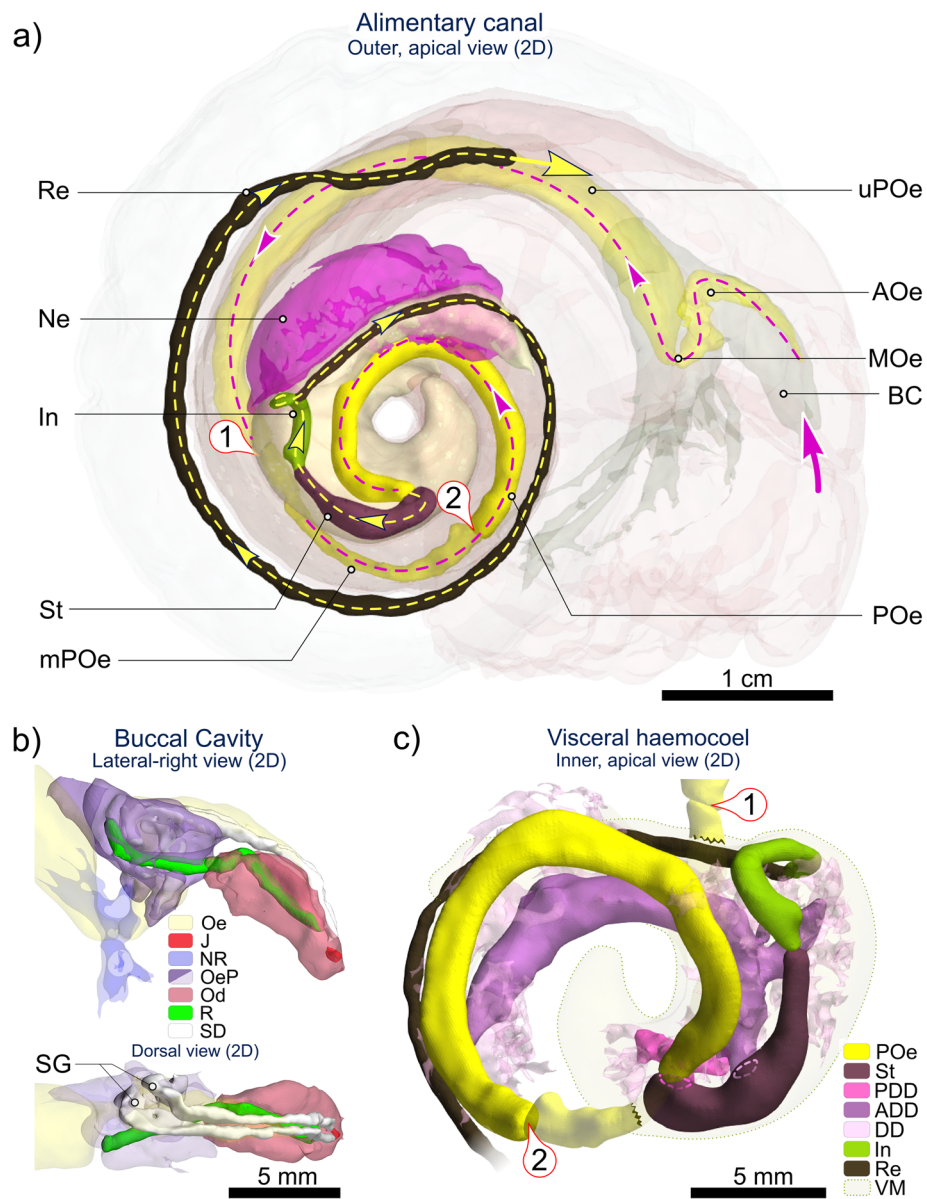 a)
Alimentary canal
Outer, apical view (2D)
Re
Ne
In
1
2
St
mPOe
uPOe
AOe
MOe
BC
POe
1 cm
b)
Buccal Cavity
Lateral-right view (2D)
Oe
J
NR
OeP
Od
R
SD
Dorsal view (2D)
SG
5 mm
c)
Visceral haemocoel
Inner, apical view (2D)
1
2
POe
St
PDD
ADD
DD
In
Re
VM
5 mm